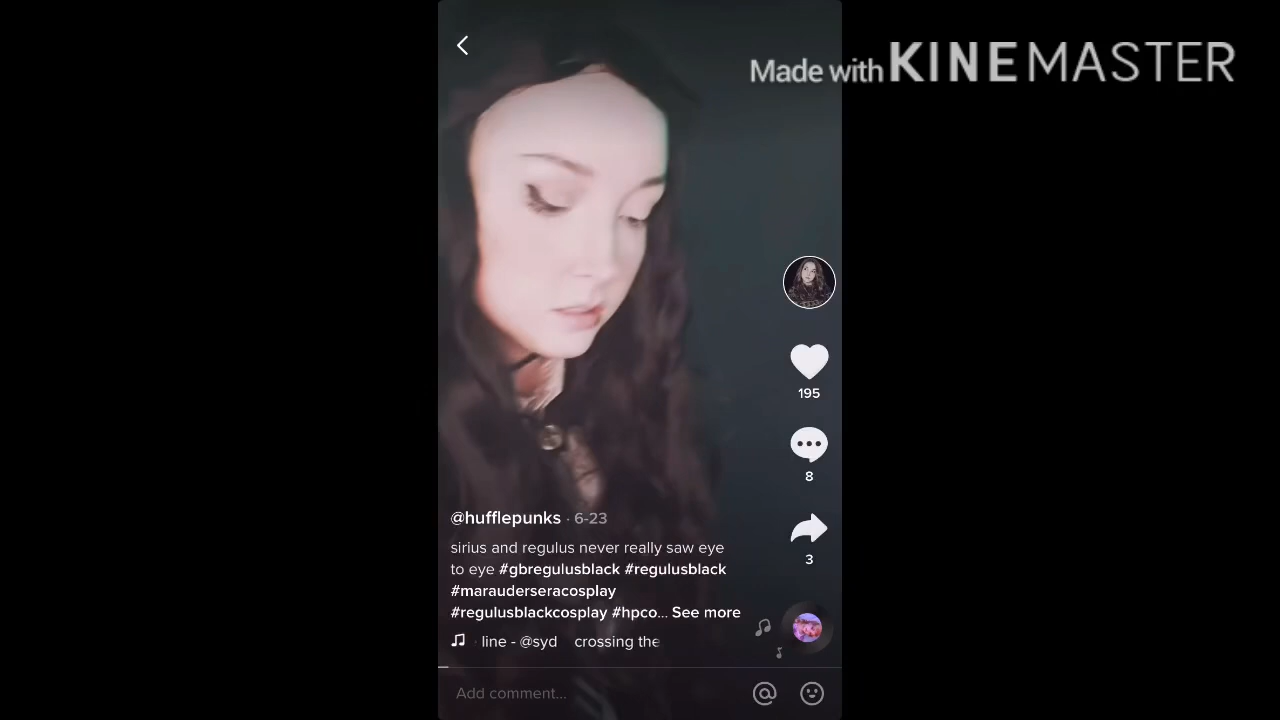 Made with KINEMASTER
195
8
@hufflepunks · 6-23
sirius and regulus never really saw eye
to eye #gbregulusblack #regulusblack
#marauderseracosplay
#regulusblackcosplay #hpco... See more
3
line - @syd crossing the
Add comment...